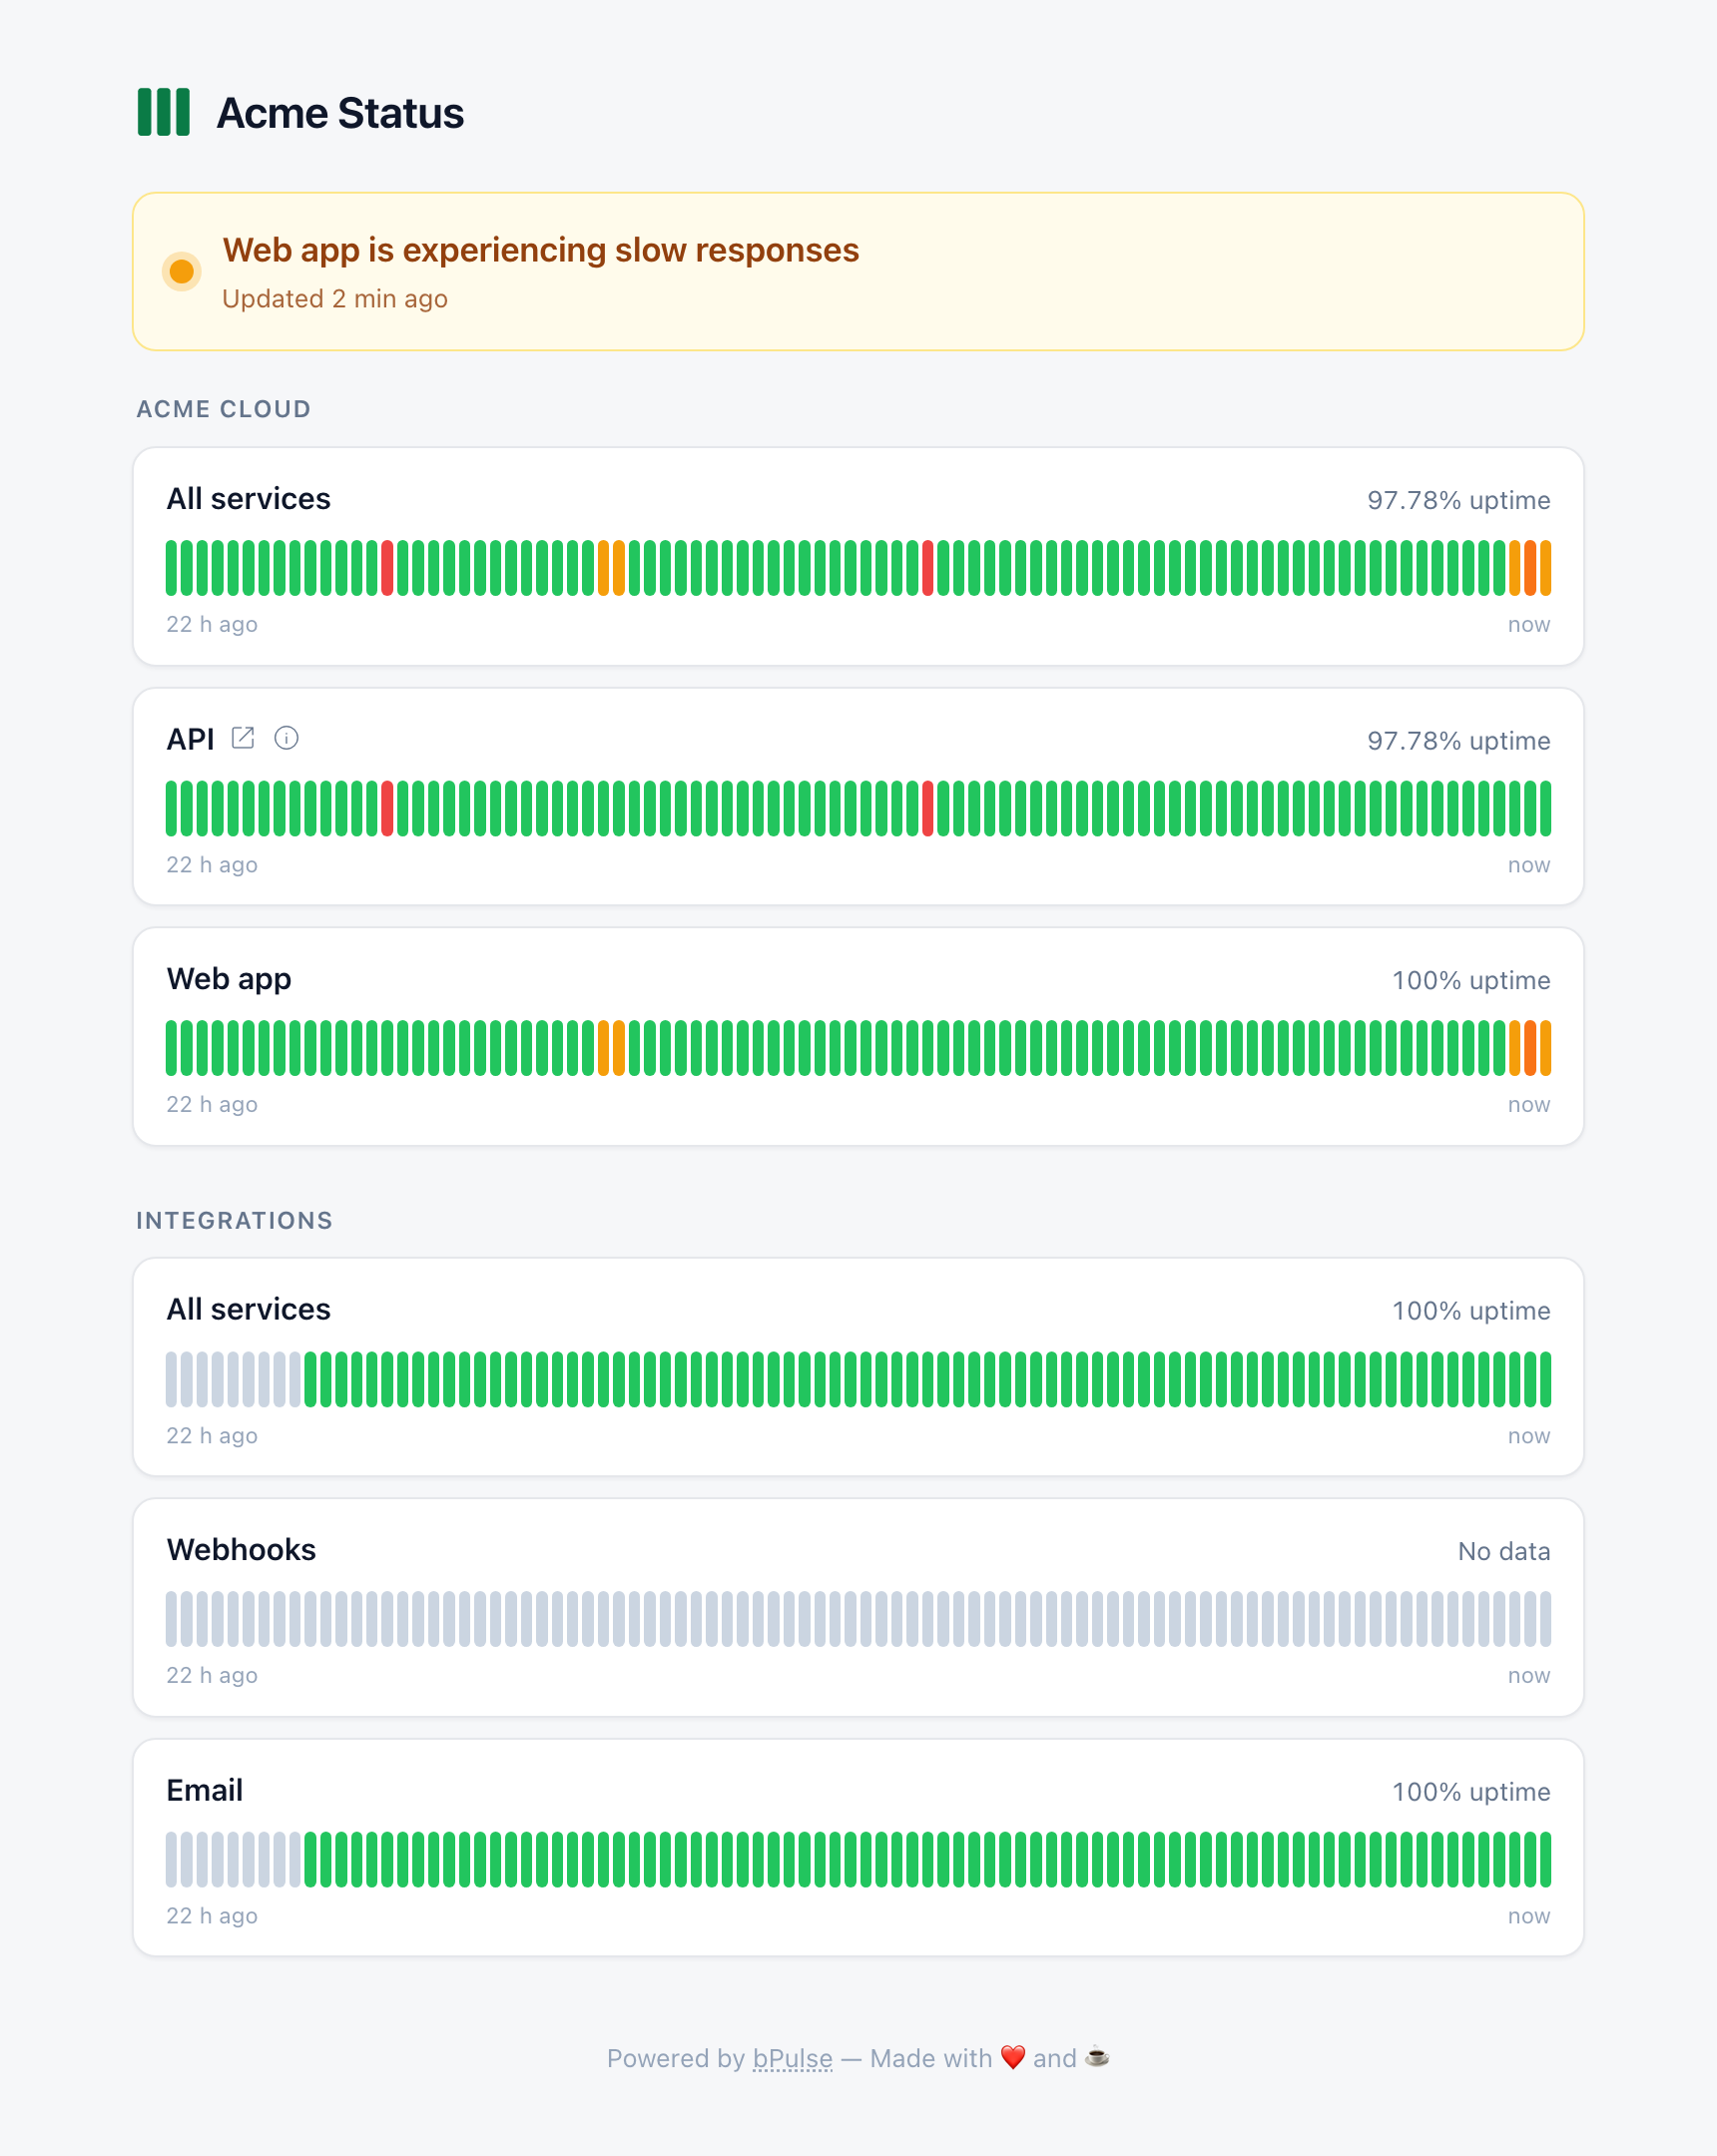 Acme Status
Web app is experiencing slow responses
Updated 2 min ago
ACME CLOUD
All services
97.78% uptime
22 h ago
now
API
97.78% uptime
22 h ago
now
Web app
100% uptime
22 h ago
now
INTEGRATIONS
All services
100% uptime
22 h ago
now
Webhooks
No data
22 h ago
now
Email
100% uptime
22 h ago
now
Powered by bPulse — Made with ❤️ and ☕